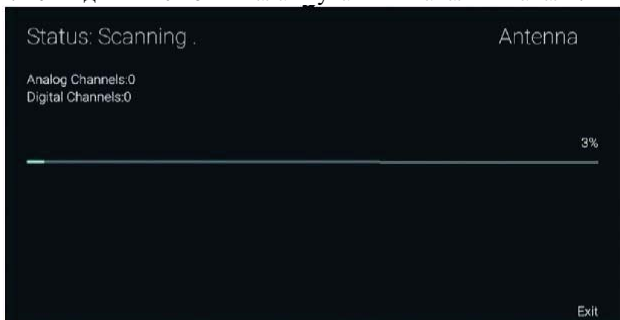 Status: Scanning .
Antenna
Analog Channels:0
Digital Channels:0
3%
Exit